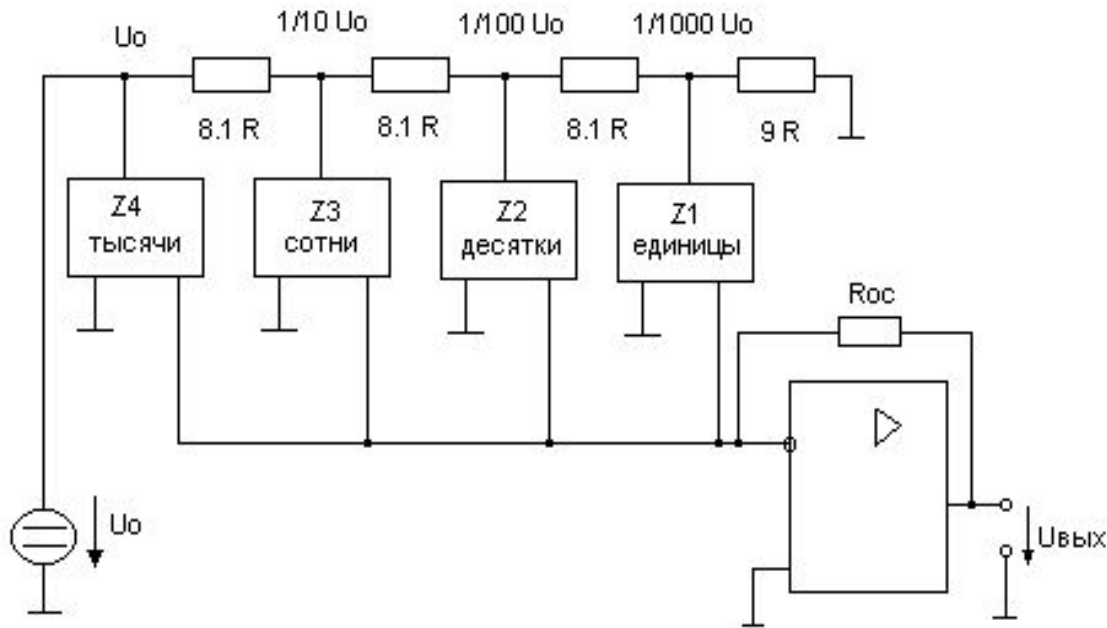 Uo
1/10 Uo
1/100 Uo
1/1000 Uo
8.1 R
8.1 R
8.1 R
9 R
Z4
тысячи
Z3
сотни
Z2
десятки
Z1
единицы
Rос
Uo
Uвых